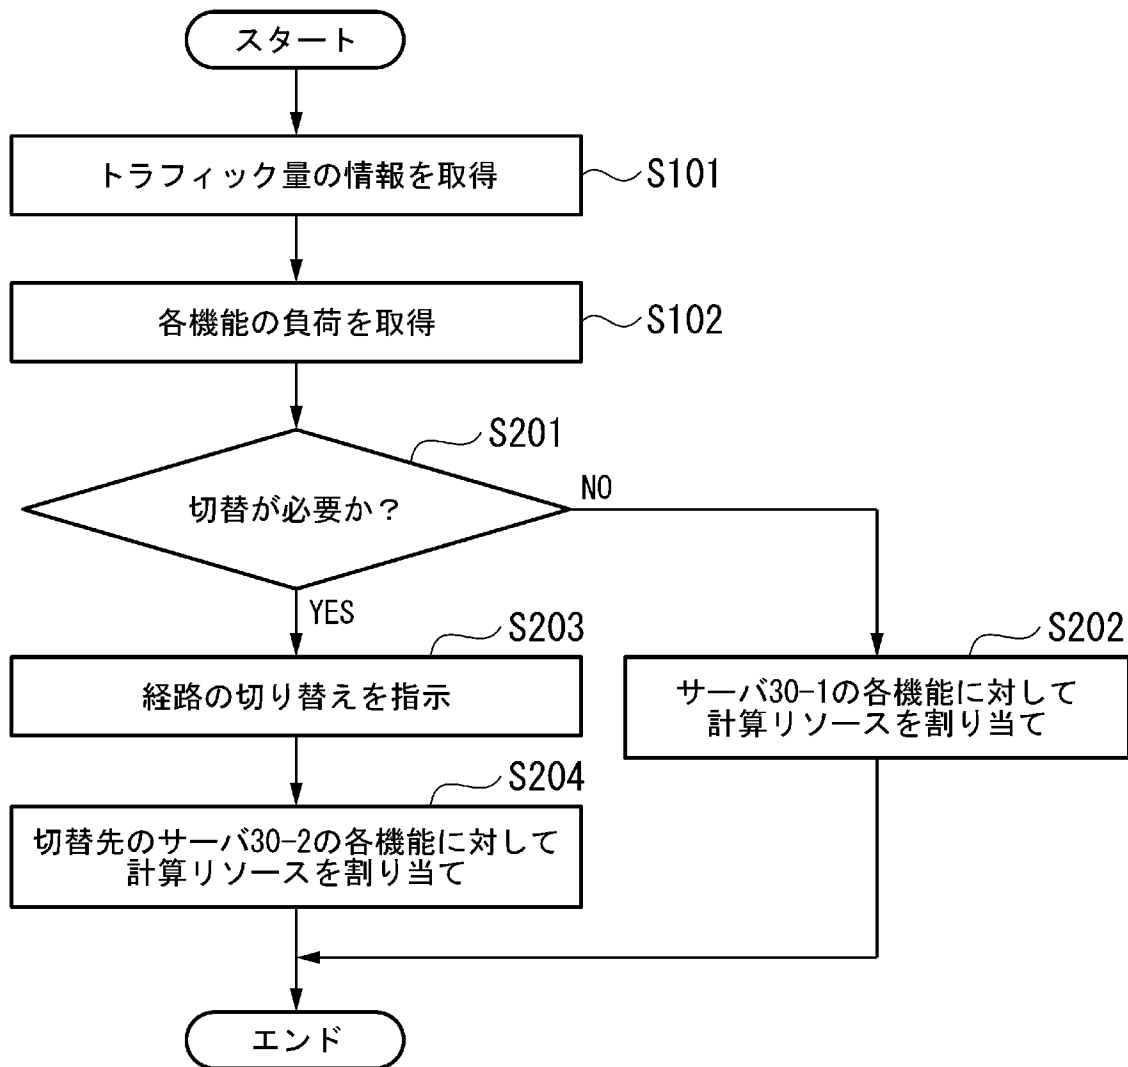 スタート
トラフィック量の情報を取得
S101
各機能の負荷を取得
S102
S201
切替が必要か?
NO
YES
S203
経路の切り替えを指示
S202
サーバ30-1の各機能に対して
計算リソースを割り当て
S204
切替先のサーバ30-2の各機能に対して
計算リソースを割り当て
エンド